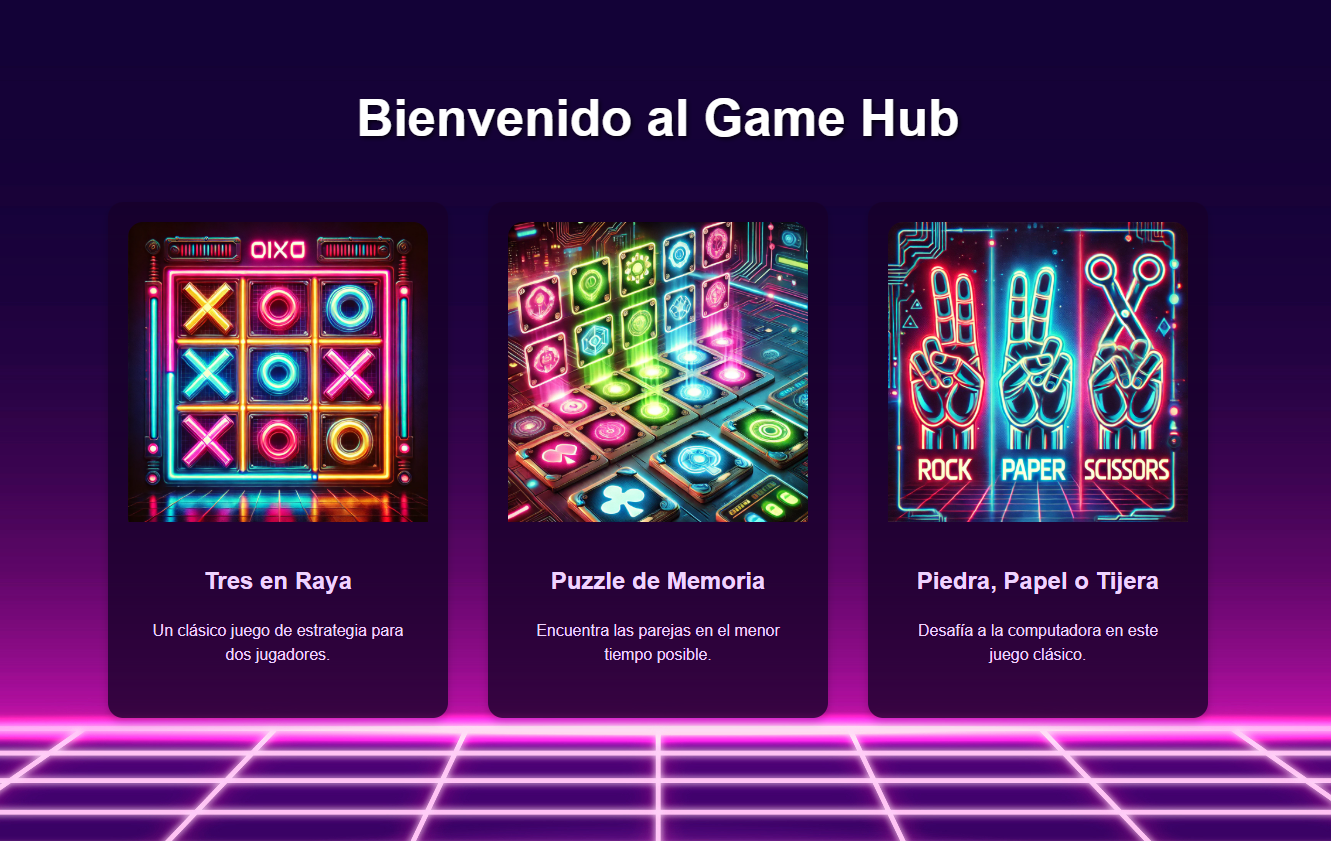 Bienvenido al Game Hub
OIXO
ROCK
PAPER
SCISSORS
Tres en Raya
Un clásico juego de estrategia para
dos jugadores.
Puzzle de Memoria
Encuentra las parejas en el menor
tiempo posible.
Piedra, Papel o Tijera
Desafía a la computadora en este
juego clásico.